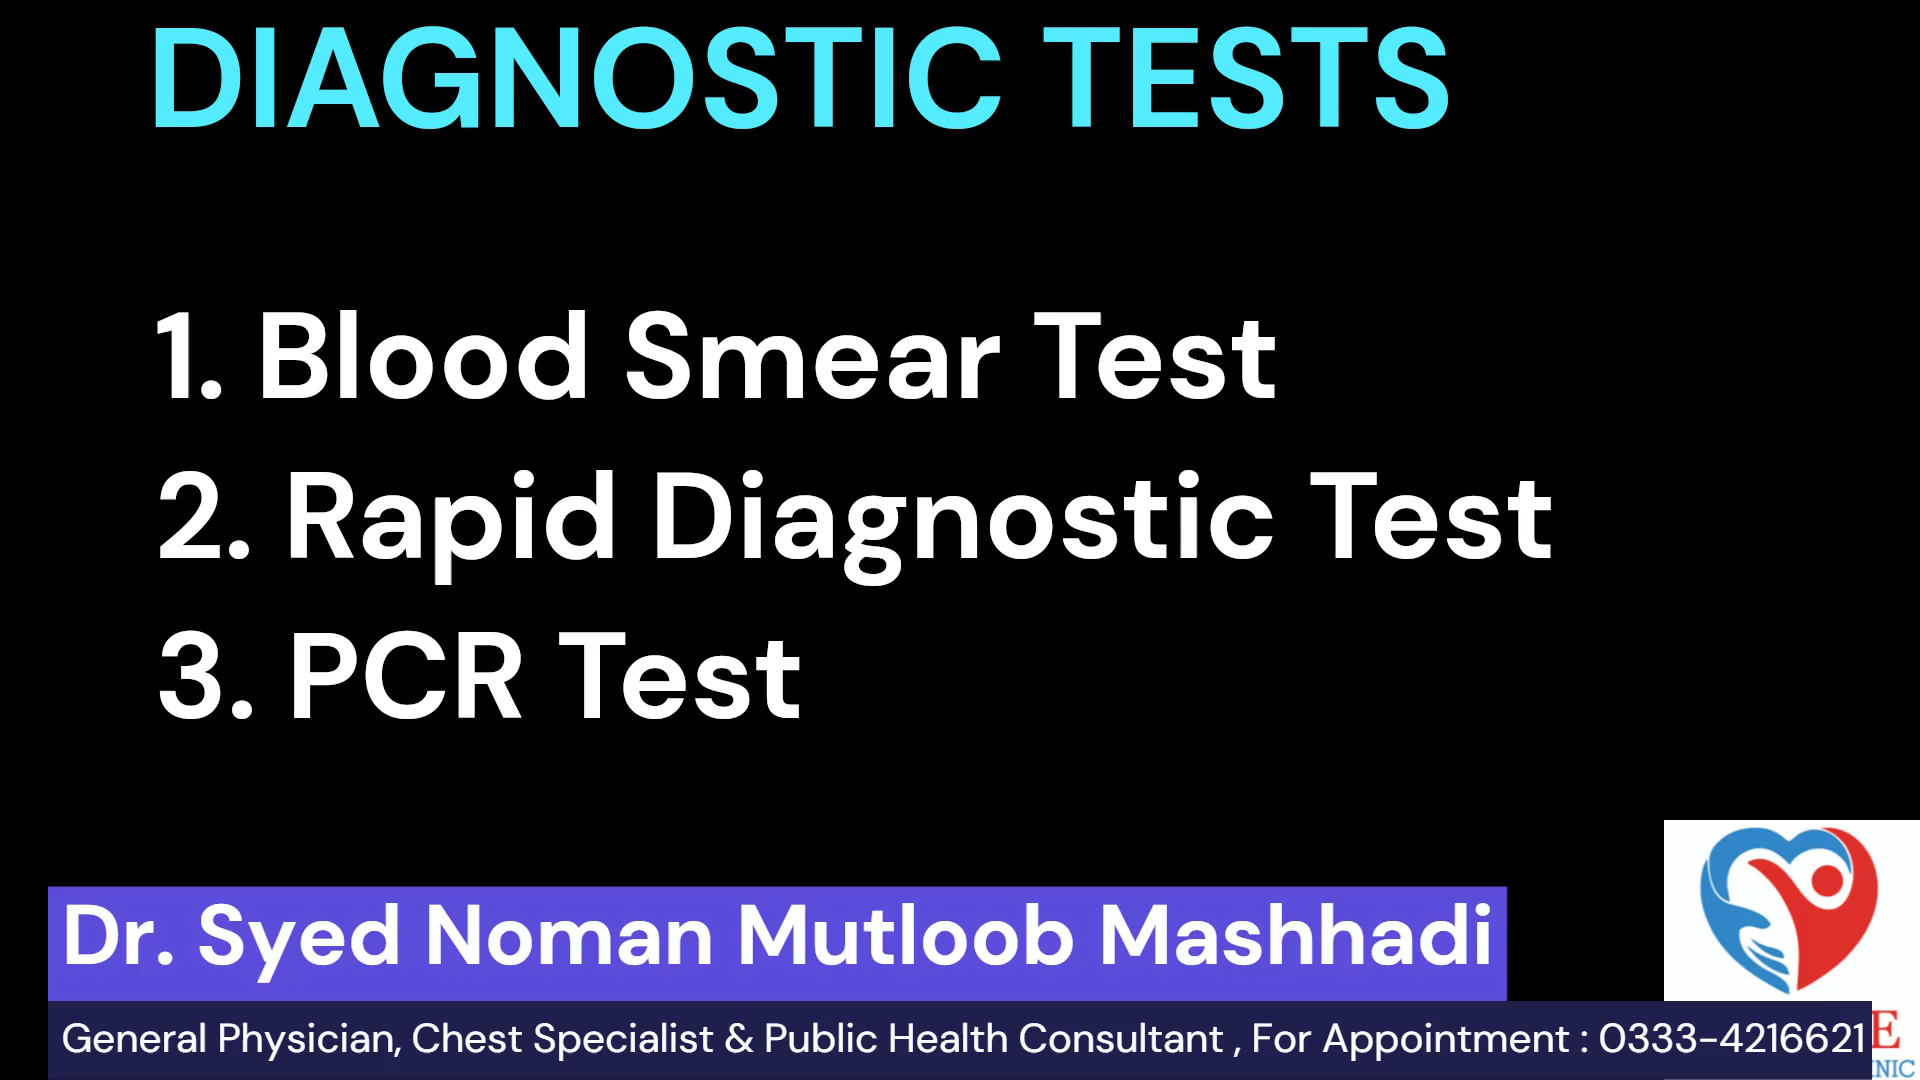 DIAGNOSTIC TESTS
1. Blood Smear Test
2. Rapid Diagnostic Test
3. PCR Test
Dr. Syed Noman Mutloob Mashhadi
General Physician, Chest Specialist & Public Health Consultant , For Appointment : 0333-4216621